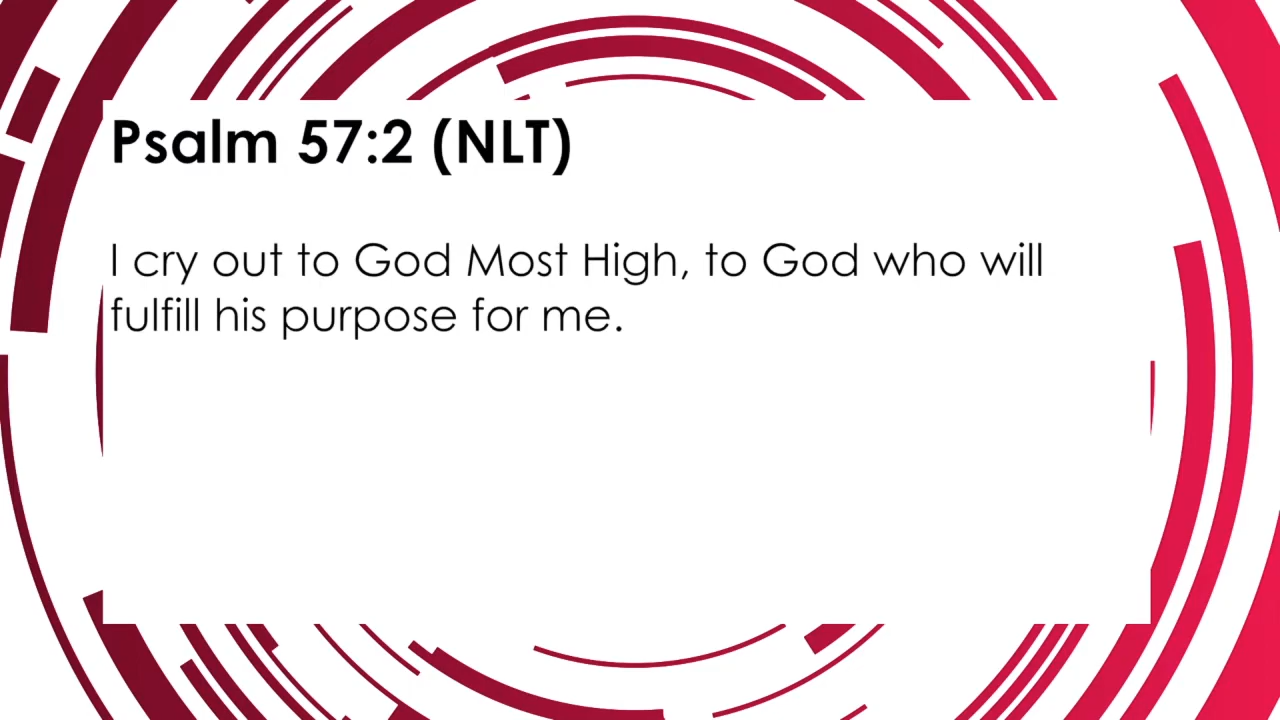 Psalm 57:2 (NLT)
I cry out to God Most High, to God who will
fulfill his purpose for me.